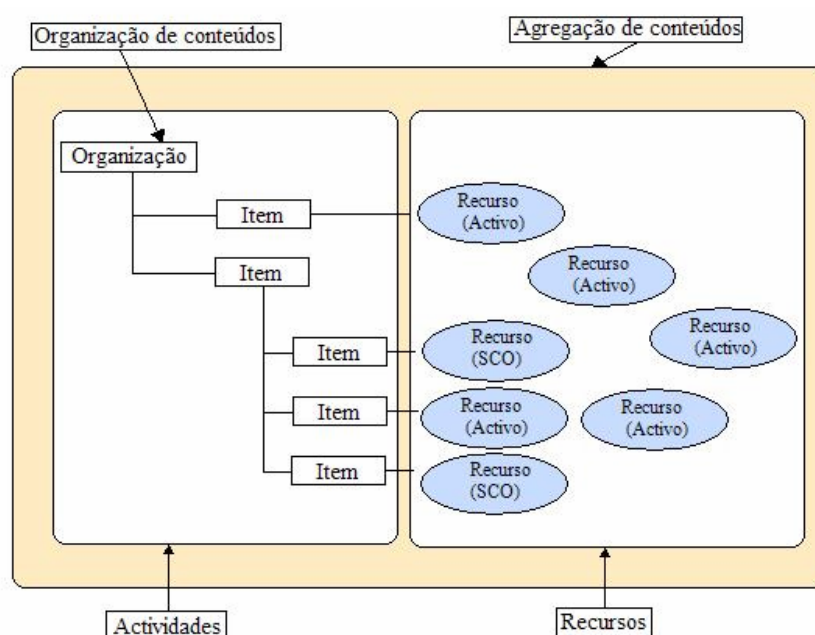 Organização de conteúdos
Agregação de conteúdos
Organização
Item
Recurso
(Activo)
Item
Recurso
(Activo)
Recurso
(Activo)
Item
Recurso
(SCO)
Item
Recurso
(Activo)
Recurso
(Activo)
Item
Recurso
(SCO)
Actividades
Recursos